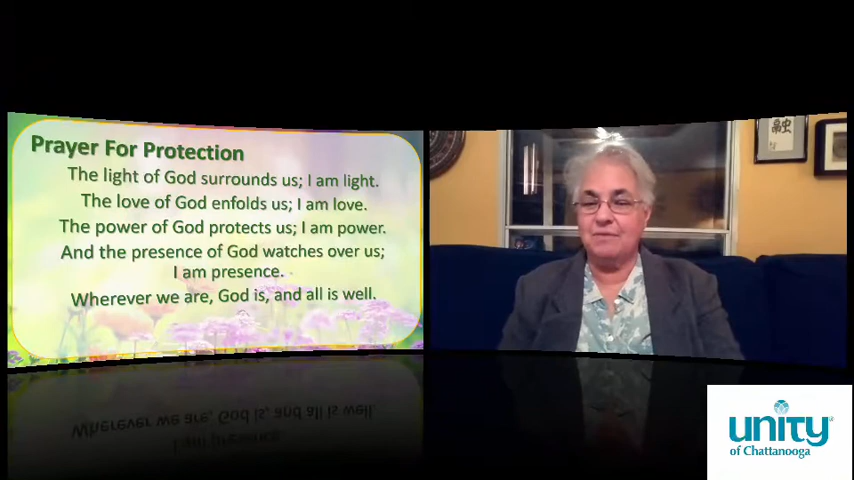 Prayer For Protection
The light of God surrounds us; I am light.
The love of God enfolds us; I am love.
The power of God protects us; I am power.
And the presence of God watches over us;
I am presence.
Wherever we are, God is, and all is well.
融
unity®
of Chattanooga